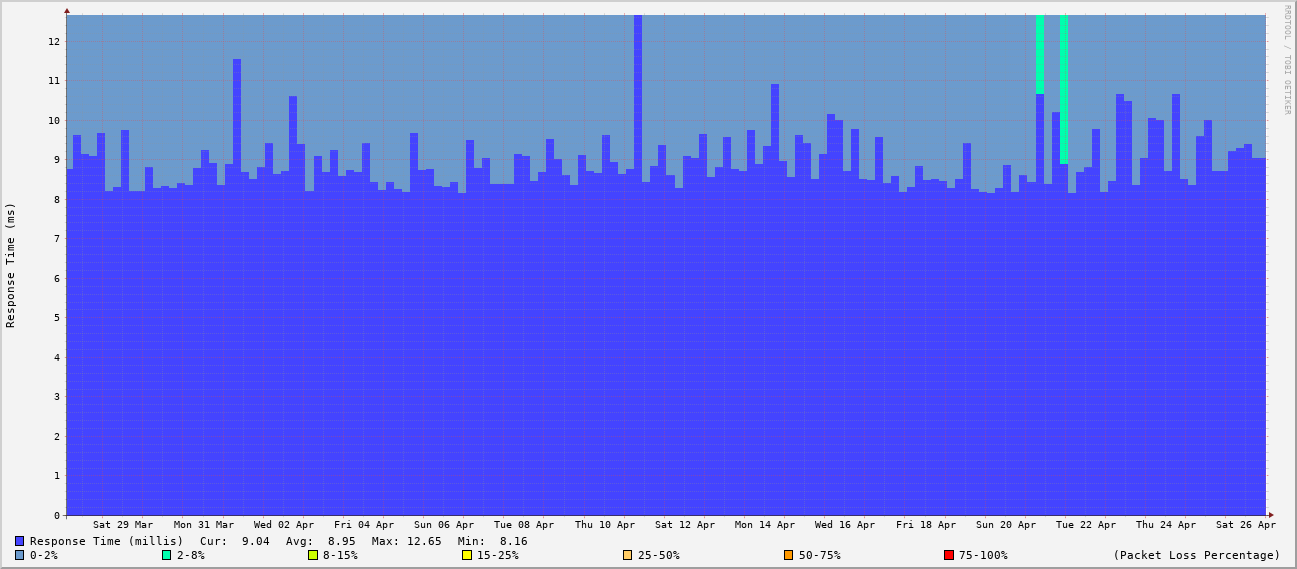 RRDTOOL / TOBI OETIKER
Response Time (ms)
12
11
10
9
8
7
6
5
4
3
2
1
0
Sat 29 Mar Mon 31 Mar Wed 02 Apr Fri 04 Apr Sun 06 Apr Tue 08 Apr Thu 10 Apr Sat 12 Apr Mon 14 Apr Wed 16 Apr Fri 18 Apr Sun 20 Apr Tue 22 Apr Thu 24 Apr Sat 26 Apr
Response Time (millis) Cur: 9.04 Avg: 8.95 Max: 12.65 Min: 8.16
0-2% 2-8% 8-15% 15-25% 25-50% 50-75% 75-100% (Packet Loss Percentage)